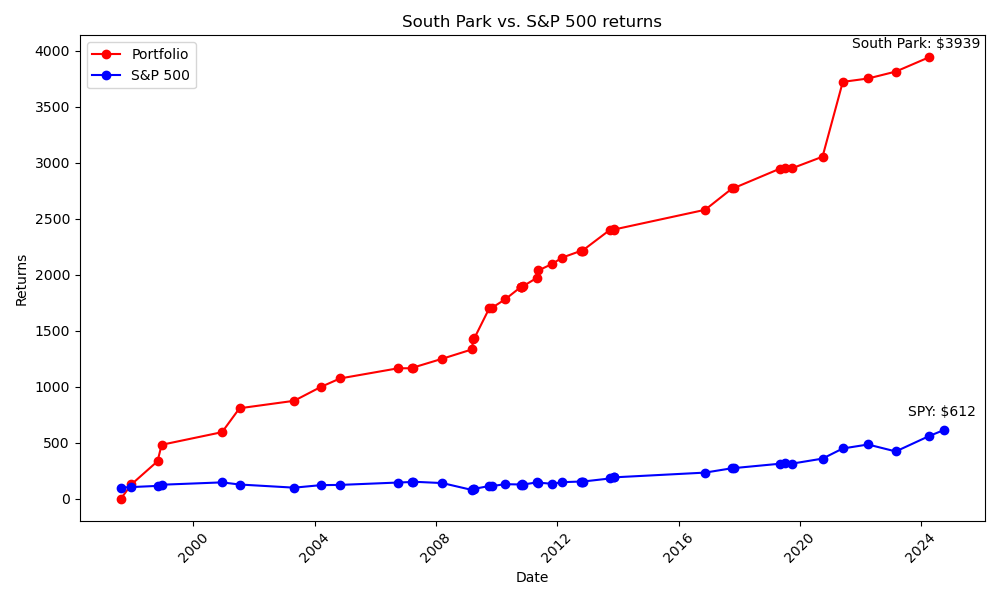 South Park vs. S&P 500 returns
Portfolio
S&P 500
South Park: $3939
SPY: $612
Returns
4000
3500
3000
2500
2000
1500
1000
500
0
2000
2004
2008
2012
2016
2020
2024
Date